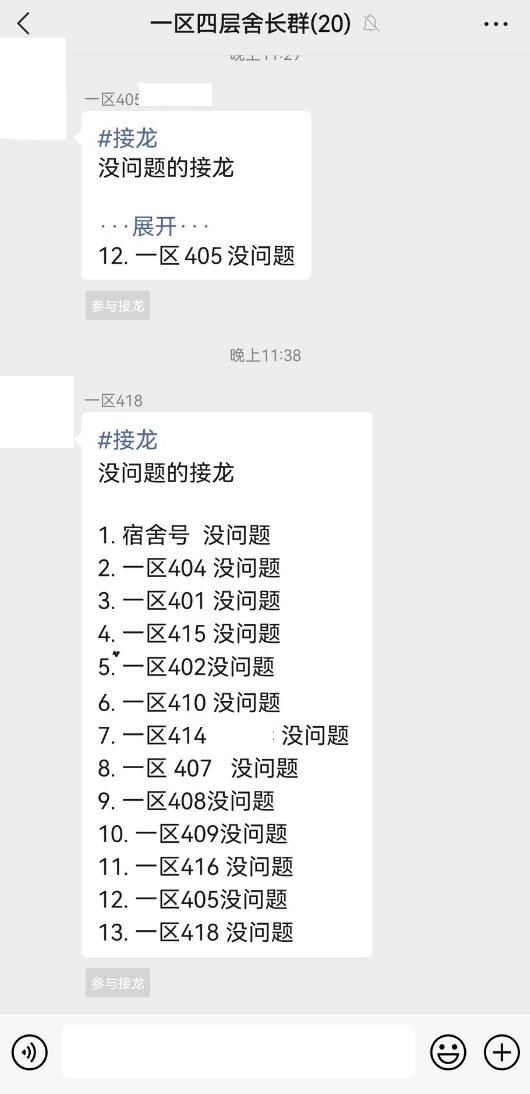 一区四层舍长群(20)
晚上11:27
一区405
#接龙
没问题的接龙
···展开···
12. 一区 405 没问题
参与接龙
晚上11:38
一区418
#接龙
没问题的接龙
1. 宿舍号 没问题
2. 一区404 没问题
3. 一区401 没问题
4. 一区415 没问题
5. 一区402没问题
6. 一区410 没问题
7. 一区414 没问题
8. 一区 407 没问题
9. 一区408没问题
10. 一区409没问题
11. 一区416 没问题
12. 一区405没问题
13. 一区418 没问题
参与接龙